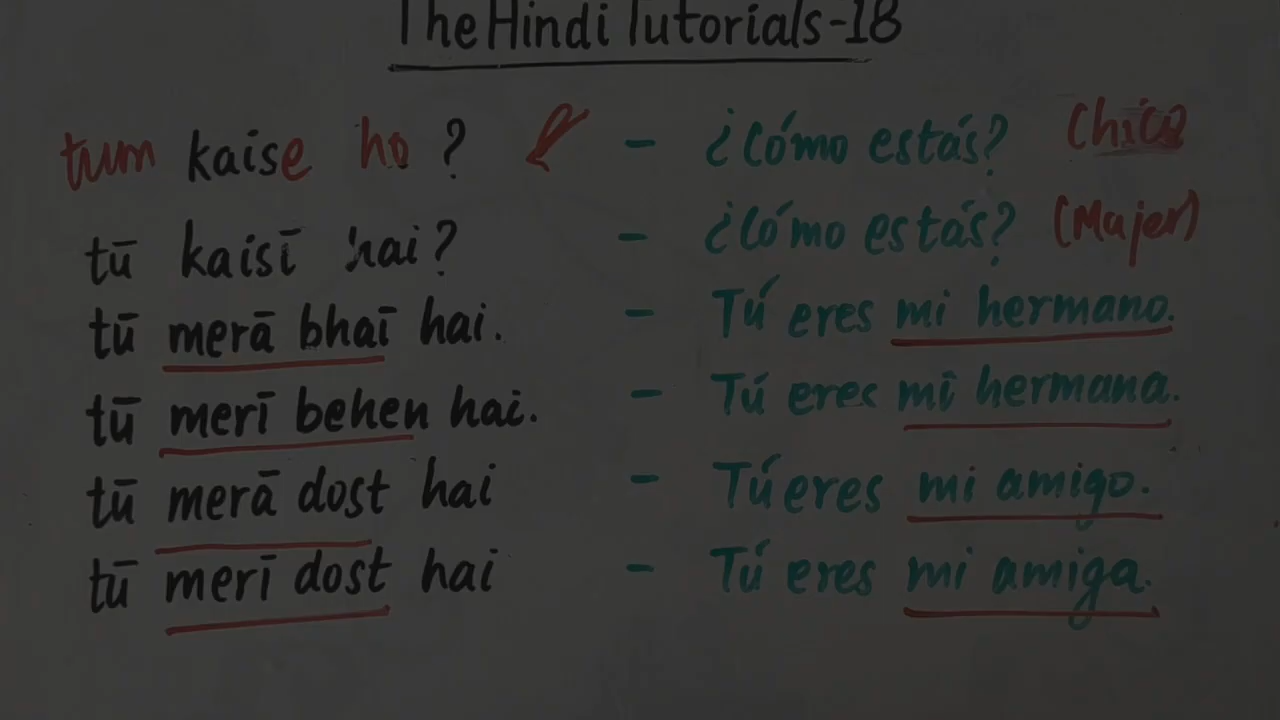 The Hindi Tutorials-18
tum kaise ho ? - ¿Cómo estás? (Chico)
tū kaisī hai? - ¿Cómo estás? (Majer)
tū merā bhaī hai. - Tú eres mi hermano.
tū merī behen hai. - Tú eres mi hermana.
tū merā dost hai - Tú eres mi amigo.
tū merī dost hai - Tú eres mi amiga.